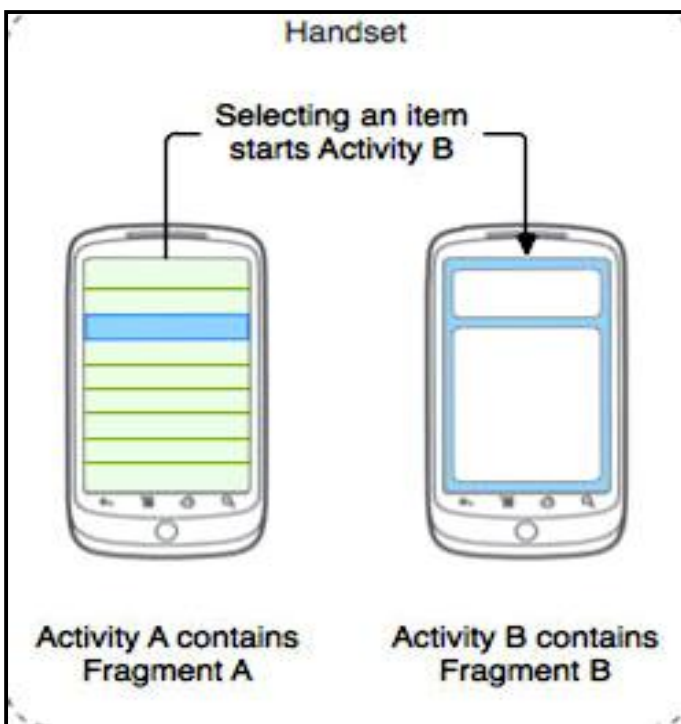 Handset
Selecting an item
starts Activity B
Activity A contains
Fragment A
Activity B contains
Fragment B